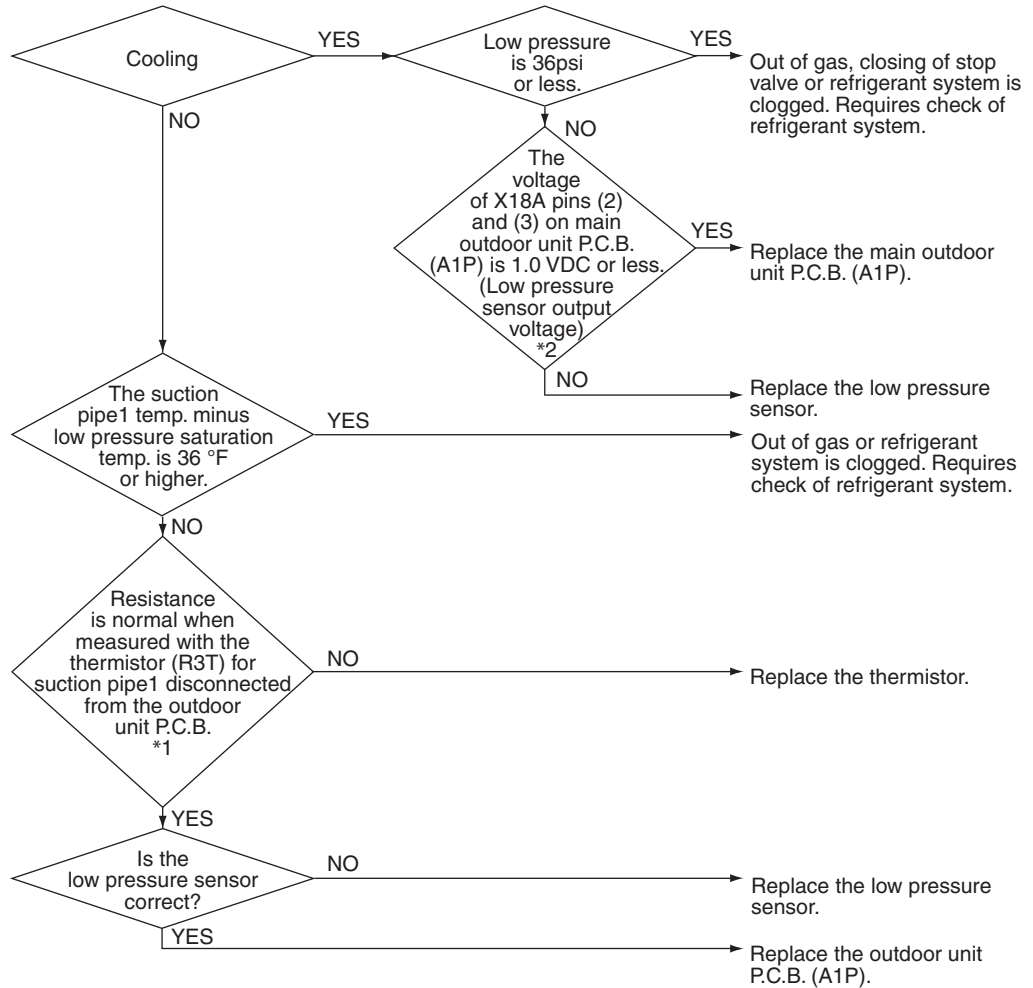 Cooling
YES
NO
Low pressure
is 36psi
or less.
YES
Out of gas, closing of stop
valve or refrigerant system is
clogged. Requires check of
refrigerant system.
NO
The
voltage
of X18A pins (2)
and (3) on main
outdoor unit P.C.B.
(A1P) is 1.0 VDC or less.
(Low pressure
sensor output
voltage)
*2
YES
Replace the main outdoor
unit P.C.B. (A1P).
NO
Replace the low pressure
sensor.
The suction
pipe1 temp. minus
low pressure saturation
temp. is 36 °F
or higher.
YES
Out of gas or refrigerant
system is clogged. Requires
check of refrigerant system.
NO
Resistance
is normal when
measured with the
thermistor (R3T) for
suction pipe1 disconnected
from the outdoor
unit P.C.B.
*1
NO
Replace the thermistor.
YES
Is the
low pressure sensor
correct?
NO
Replace the low pressure
sensor.
YES
Replace the outdoor unit
P.C.B. (A1P).